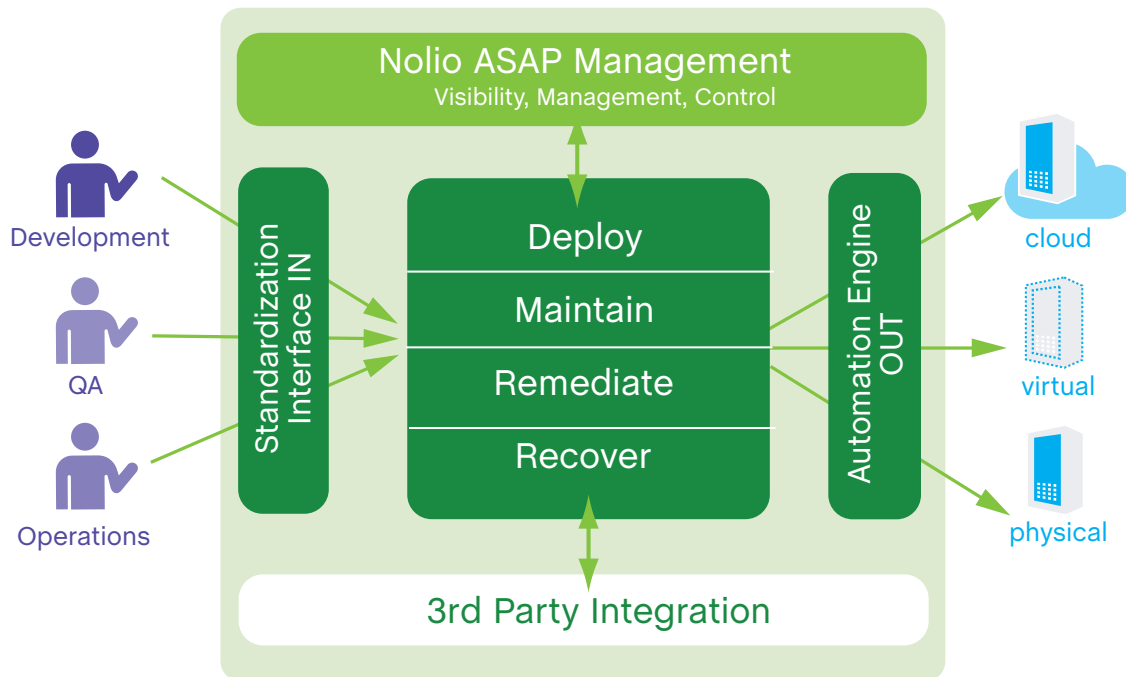 Nolio ASAP Management
Visibility, Management, Control
Development
QA
Operations
Standardization
Interface IN
Deploy
Maintain
Remediate
Recover
Automation Engine
OUT
cloud
virtual
physical
3rd Party Integration